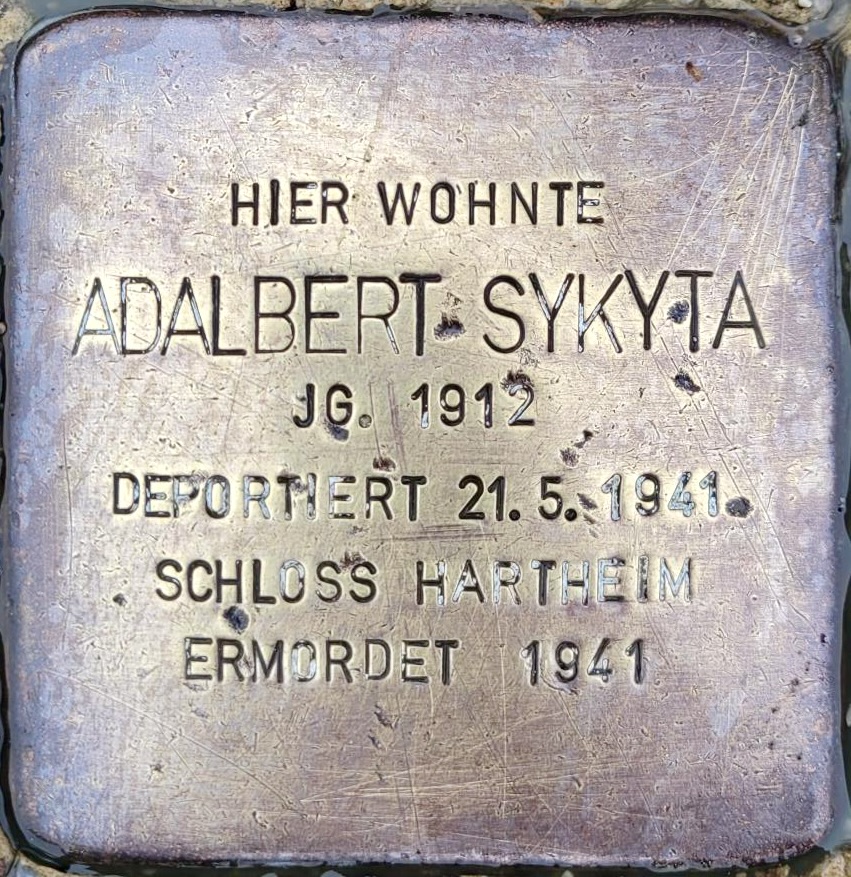 HIER WOHNTE
ADALBERT SYKYTA
JG. 1912
DEPORTIERT 21. 5. 1941
SCHLOSS HARTHEIM
ERMORDET 1941